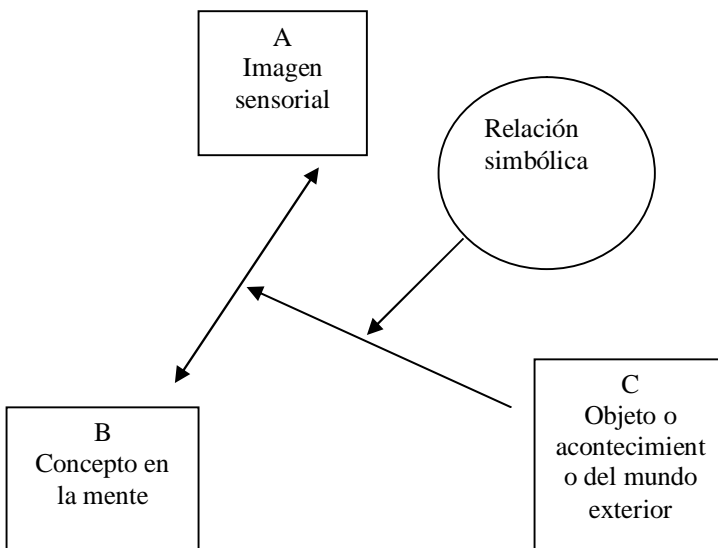 A
Imagen
sensorial
Relación
simbólica
B
Concepto en
la mente
C
Objeto o
acontecimient
o del mundo
exterior